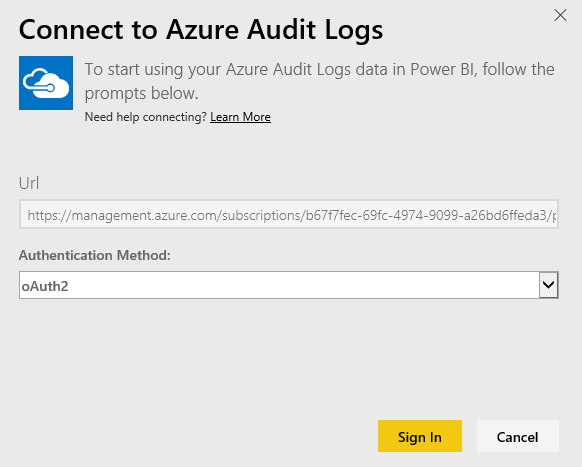 Connect to Azure Audit Logs
To start using your Azure Audit Logs data in Power BI, follow the
prompts below.
Need help connecting? Learn More
Url
https://management.azure.com/subscriptions/b67f7fec-69fc-4974-9099-a26bd6ffeda3/p
Authentication Method:
oAuth2
Sign In
Cancel